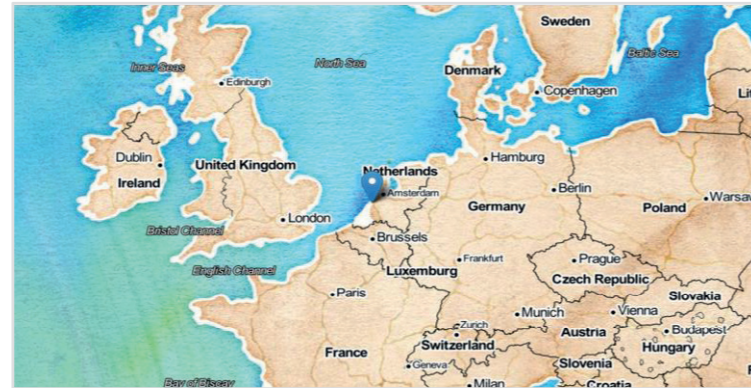 Sweden
Inner Seas
North Sea
Baltic Sea
Edinburgh
Denmark
Copenhagen
Dublin
United Kingdom
Netherlands
Hamburg
Ireland
Amsterdam
Berlin
London
Germany
Poland
Bristol Channel
Brussels
English Channel
Luxemburg
Frankfurt
Prague
Czech Republic
Paris
Slovakia
Munich
Vienna
Zurich
Austria
Budapest
France
Switzerland
Hungary
Geneva
Slovenia
Bay of Biscay
Milan
Croatia